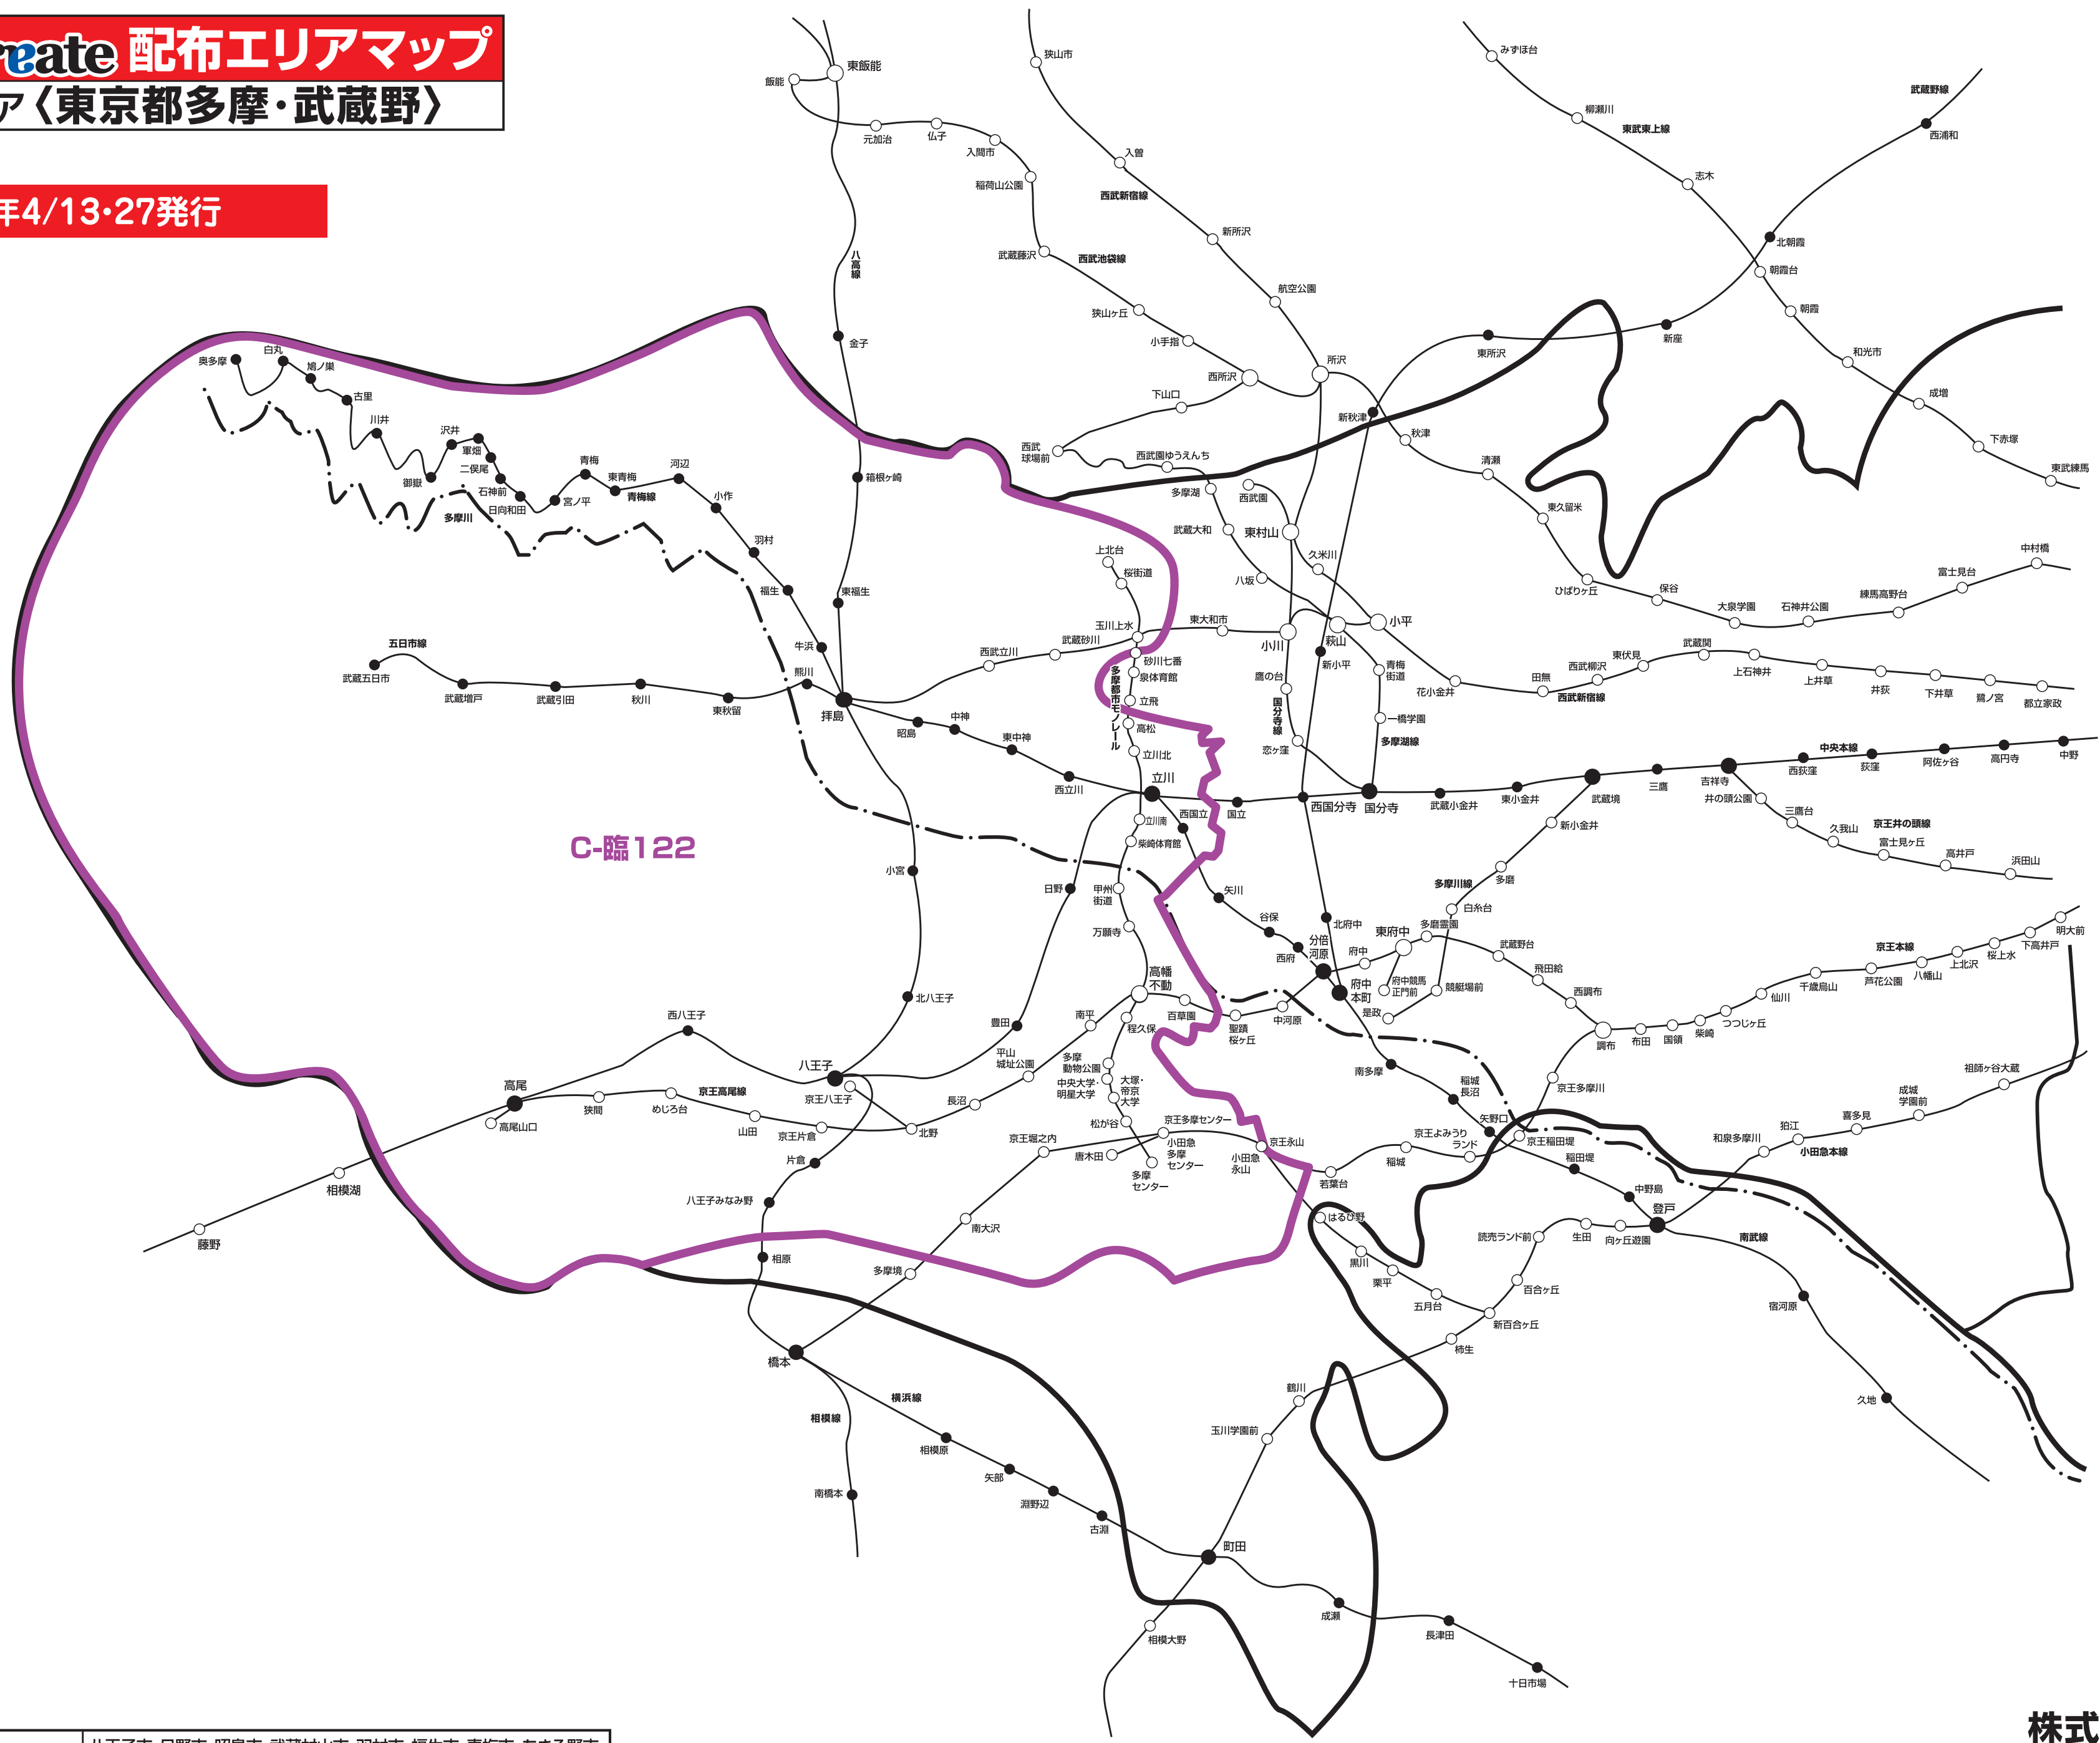 reate 配布エリアマップ
ア〈東京都多摩・武蔵野〉
年4/13・27発行
東飯能
飯能
元加治
仏子
入間市
稲荷山公園
武蔵藤沢
西武池袋線
狭山ヶ丘
小手指
西所沢
下山口
西武
球場前
狭山市
入曽
西武新宿線
新所沢
航空公園
所沢
みずほ台
柳瀬川
東武東上線
志木
武蔵野線
西浦和
北朝霞
朝霞台
朝霞
和光市
成増
下赤塚
東武練馬
新座
東所沢
新秋津
秋津
清瀬
東久留米
ひばりヶ丘
保谷
大泉学園
石神井公園
練馬高野台
富士見台
中村橋
八高線
金子
箱根ヶ崎
東福生
奥多摩
白丸
鳩ノ巣
古里
川井
御嶽
沢井
軍畑
二俣尾
石神前
日向和田
宮ノ平
青梅
東青梅
青梅線
河辺
小作
羽村
福生
牛浜
多摩川
西武園ゆうえんち
多摩湖
西武園
武蔵大和
東村山
久米川
八坂
上北台
桜街道
玉川上水
東大和市
小川
萩山
小平
新小平
鷹の台
国分寺線
恋ヶ窪
青梅
街道
一橋学園
多摩湖線
花小金井
田無
西武新宿線
西武柳沢
東伏見
武蔵関
上石神井
上井草
井荻
下井草
鷺ノ宮
都立家政
五日市線
武蔵五日市
武蔵増戸
武蔵引田
秋川
東秋留
熊川
拝島
西武立川
武蔵砂川
砂川七番
泉体育館
立飛
高松
立川北
多摩都市モノレール
昭島
中神
東中神
西立川
立川
西国立
国立
西国分寺
国分寺
武蔵小金井
東小金井
武蔵境
三鷹
吉祥寺
西荻窪
中央本線
荻窪
阿佐ヶ谷
高円寺
中野
井の頭公園
三鷹台
久我山
京王井の頭線
富士見ヶ丘
高井戸
浜田山
新小金井
多磨
多摩川線
白糸台
競艇場前
是政
C-臨122
小宮
北八王子
立川南
柴崎体育館
甲州
街道
万願寺
日野
豊田
矢川
谷保
西府
分倍
河原
北府中
府中
本町
府中
東府中
多磨霊園
府中競馬
正門前
武蔵野台
飛田給
西調布
調布
布田
国領
柴崎
つつじヶ丘
仙川
千歳烏山
芦花公園
京王本線
八幡山
上北沢
桜上水
下高井戸
明大前
高幡
不動
百草園
聖蹟
桜ヶ丘
中河原
南平
平山
城址公園
長沼
北野
程久保
多摩
動物公園
中央大学・
明星大学
大塚・
帝京
大学
松が谷
多摩
センター
西八王子
八王子
京王八王子
高尾
高尾山口
狭間
めじろ台
京王高尾線
山田
京王片倉
片倉
八王子みなみ野
相原
相模湖
藤野
京王堀之内
唐木田
京王多摩センター
小田急
多摩
センター
京王永山
小田急
永山
若葉台
稲城
京王よみうり
ランド
京王稲田堤
京王多摩川
南多摩
稲城
長沼
矢野口
稲田堤
中野島
登戸
南武線
宿河原
久地
和泉多摩川
狛江
小田急本線
喜多見
成城
学園前
祖師ヶ谷大蔵
向ヶ丘遊園
生田
読売ランド前
百合ヶ丘
新百合ヶ丘
はるひ野
黒川
栗平
五月台
柿生
鶴川
玉川学園前
南大沢
多摩境
橋本
横浜線
相模線
南橋本
相模原
矢部
淵野辺
古淵
町田
相模大野
成瀬
長津田
十日市場
株式